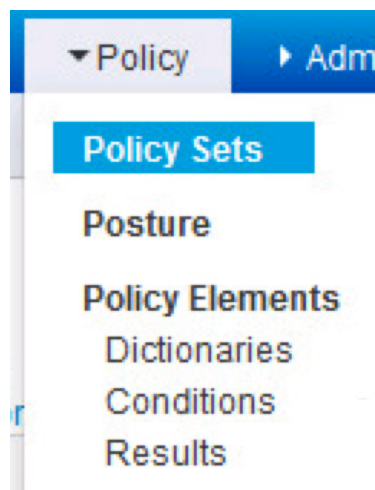 Policy Adm
Policy Sets
Posture
Policy Elements
Dictionaries
Conditions
Results